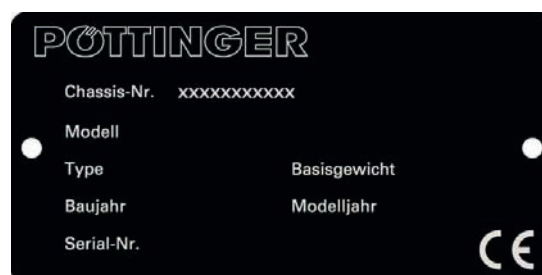 PÖTTINGER
Chassis-Nr. xxxxxxxxxxx
Modell
Type Basisgewicht
Baujahr Modelljahr
Serial-Nr.
CE